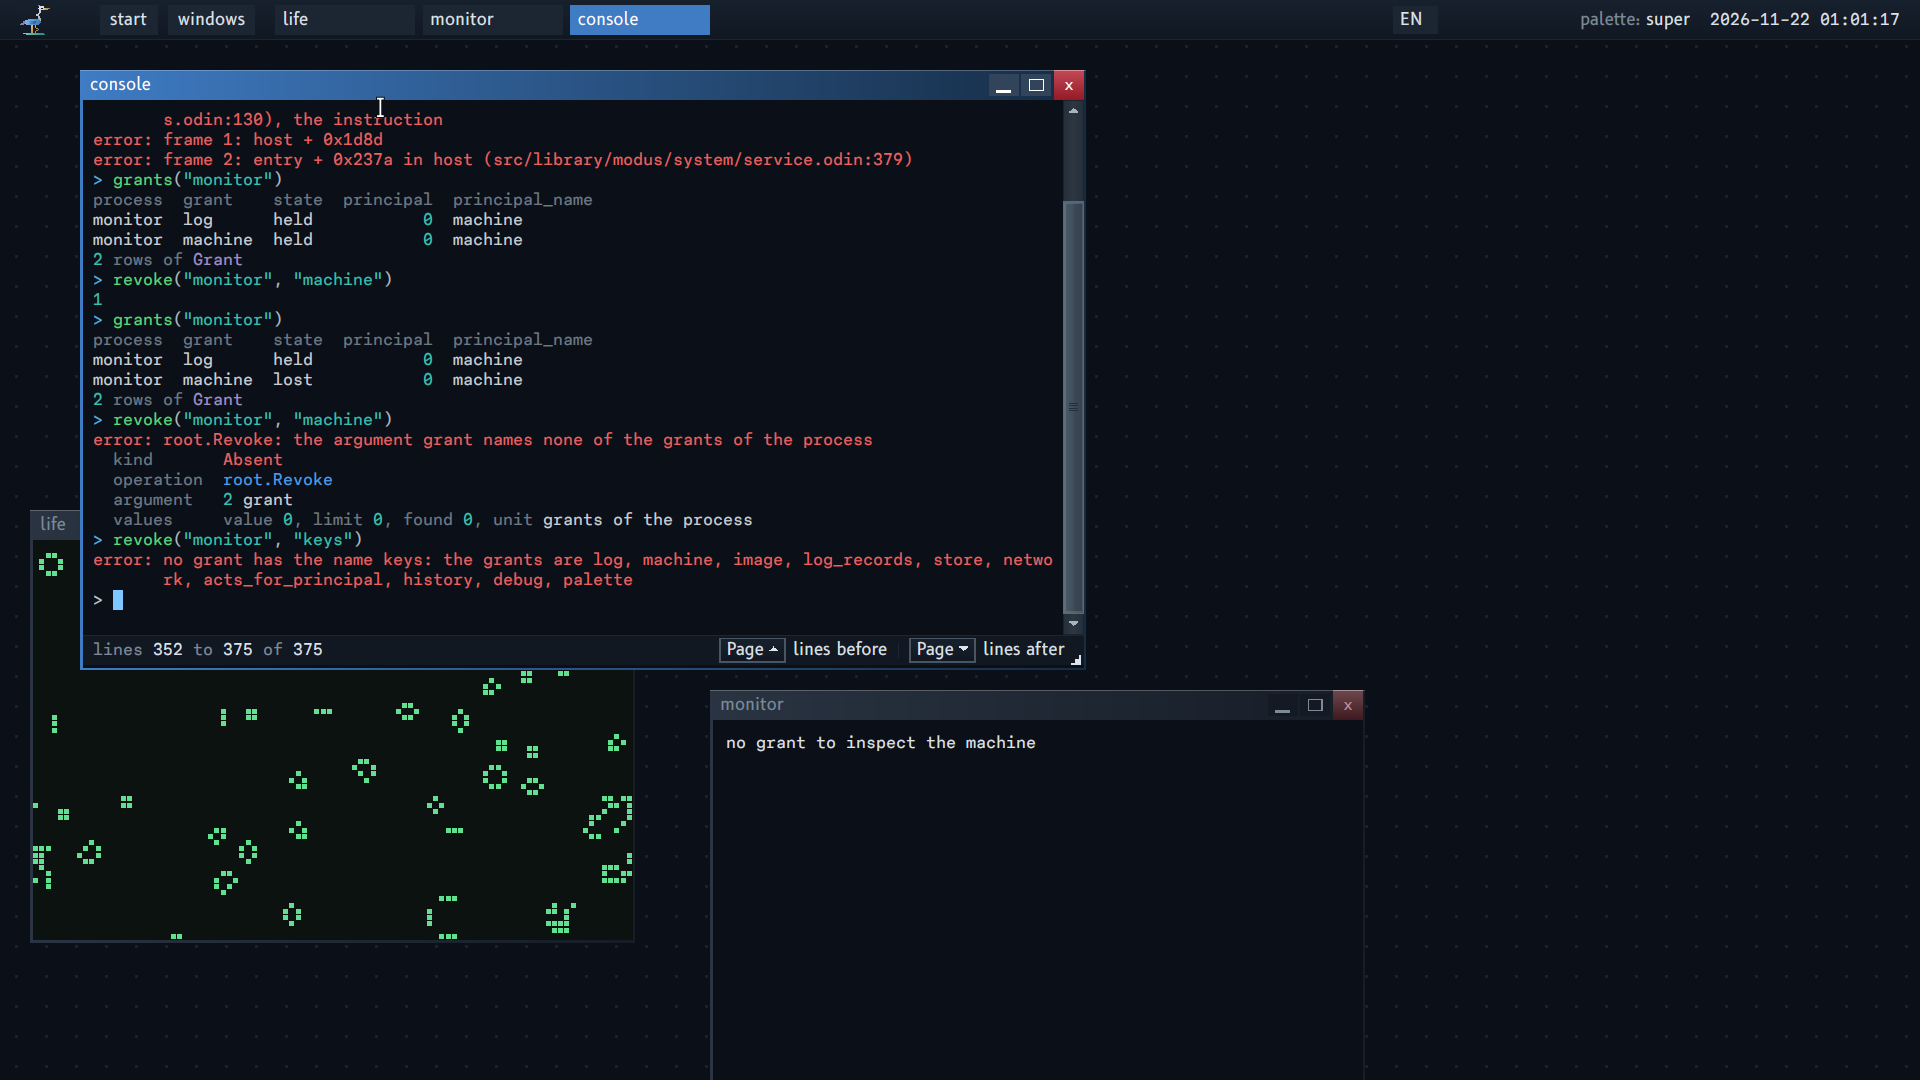 start windows life monitor console EN palette: super 2026-11-22 01:01:17
console x
s.odin:130), the instruction
error: frame 1: host + 0x1d8d
error: frame 2: entry + 0x237a in host (src/library/modus/system/service.odin:379)
> grants("monitor")
process grant state principal principal_name
monitor log held 0 machine
monitor machine held 0 machine
2 rows of Grant
> revoke("monitor", "machine")
1
> grants("monitor")
process grant state principal principal_name
monitor log held 0 machine
monitor machine lost 0 machine
2 rows of Grant
> revoke("monitor", "machine")
error: root.Revoke: the argument grant names none of the grants of the process
kind Absent
operation root.Revoke
argument 2 grant
values value 0, limit 0, found 0, unit grants of the process
> revoke("monitor", "keys")
error: no grant has the name keys: the grants are log, machine, image, log_records, store, netwo
rk, acts_for_principal, history, debug, palette
>
lines 352 to 375 of 375 Page lines before Page lines after
life
monitor x
no grant to inspect the machine